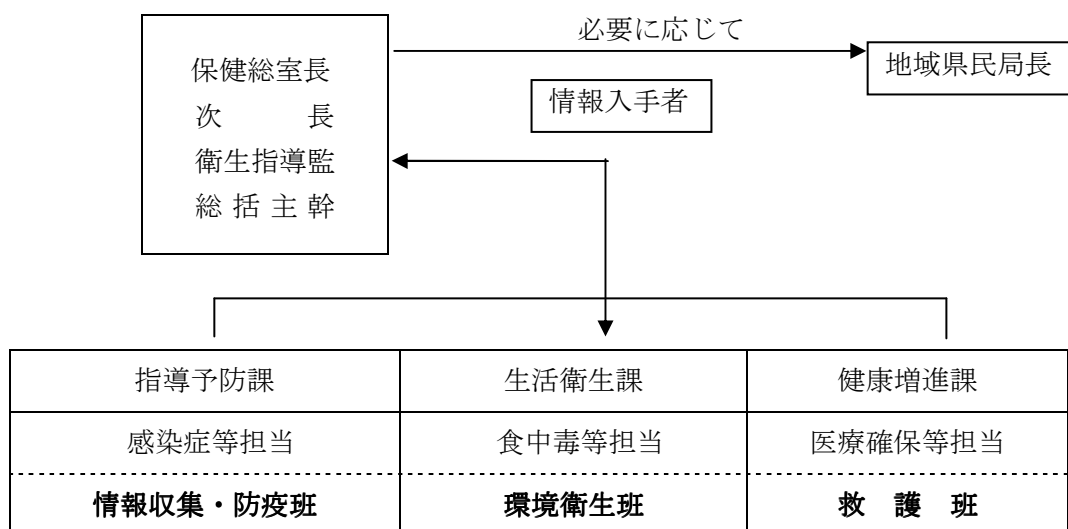 必要に応じて
保健総室長
次　　長
衛生指導監
総 括 主 幹
地域県民局長
情報入手者
指導予防課 生活衛生課 健康増進課
感染症等担当 食中毒等担当 医療確保等担当
情報収集・防疫班 環境衛生班 救　護　班